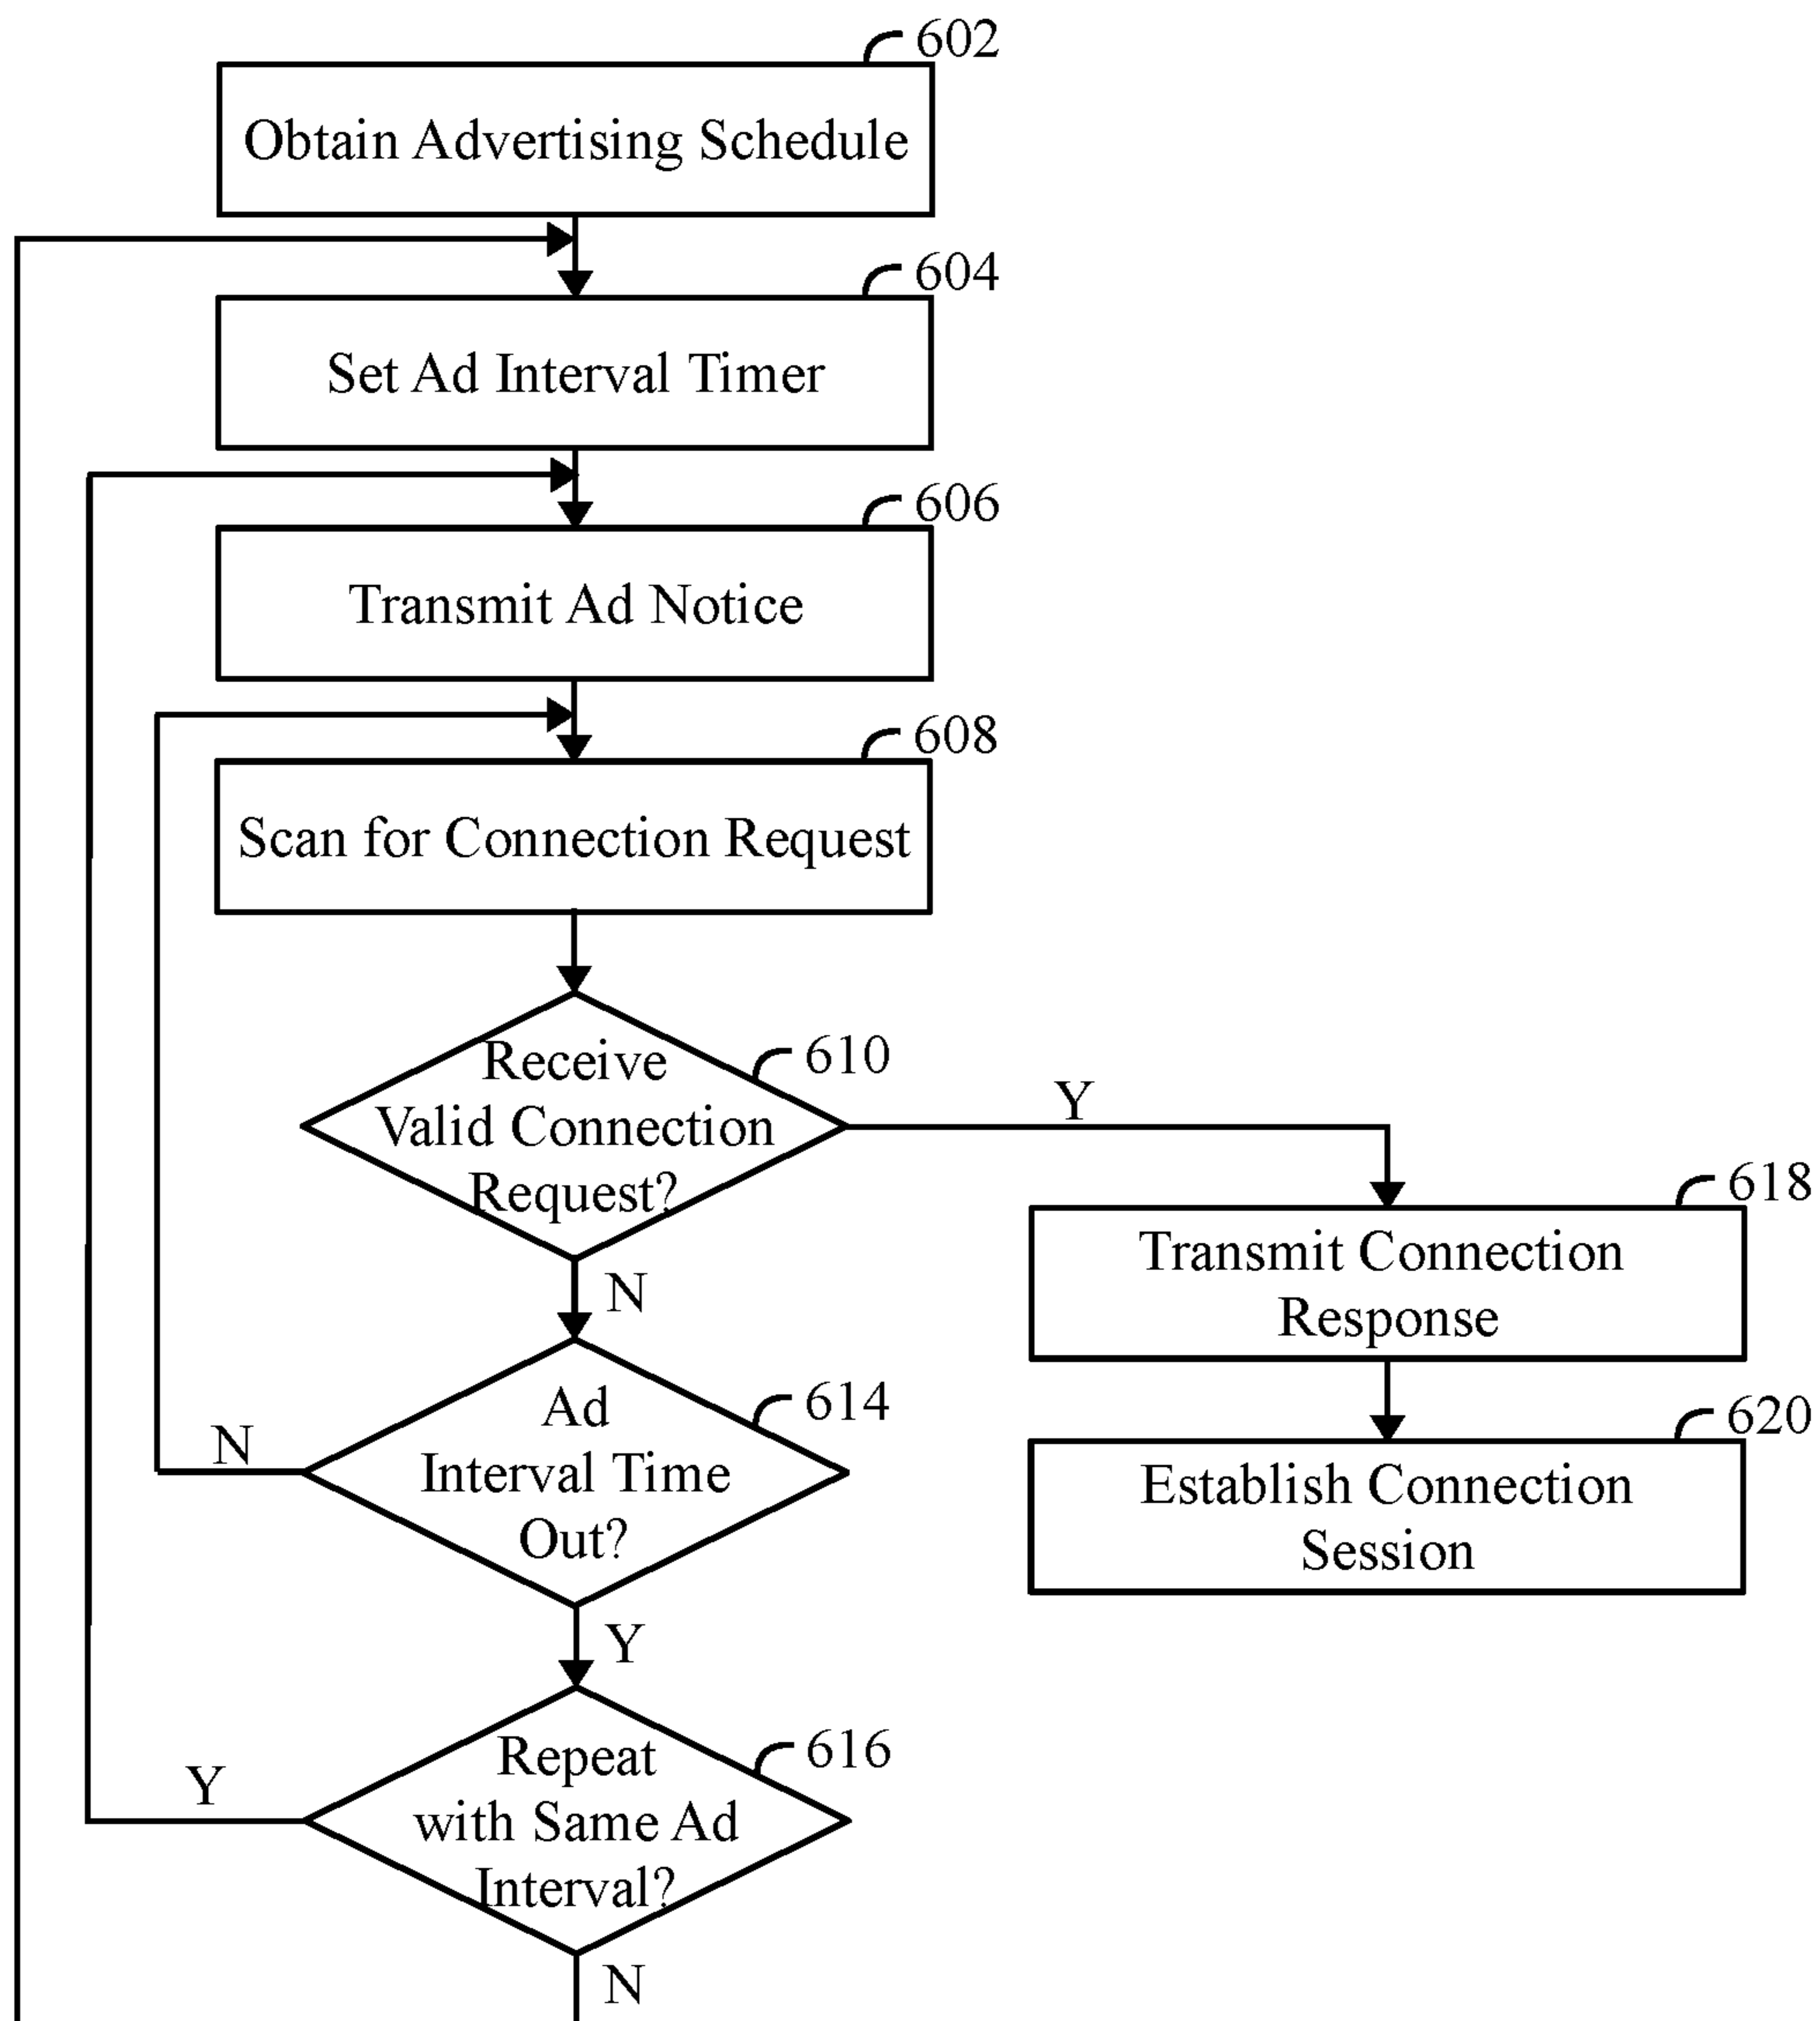 602
Obtain Advertising Schedule
604
Set Ad Interval Timer
606
Transmit Ad Notice
608
Scan for Connection Request
610
Receive
Valid Connection
Request?
Y
N
618
Transmit Connection
Response
620
Establish Connection
Session
614
Ad
Interval Time
Out?
N
Y
616
Repeat
with Same Ad
Interval?
Y
N